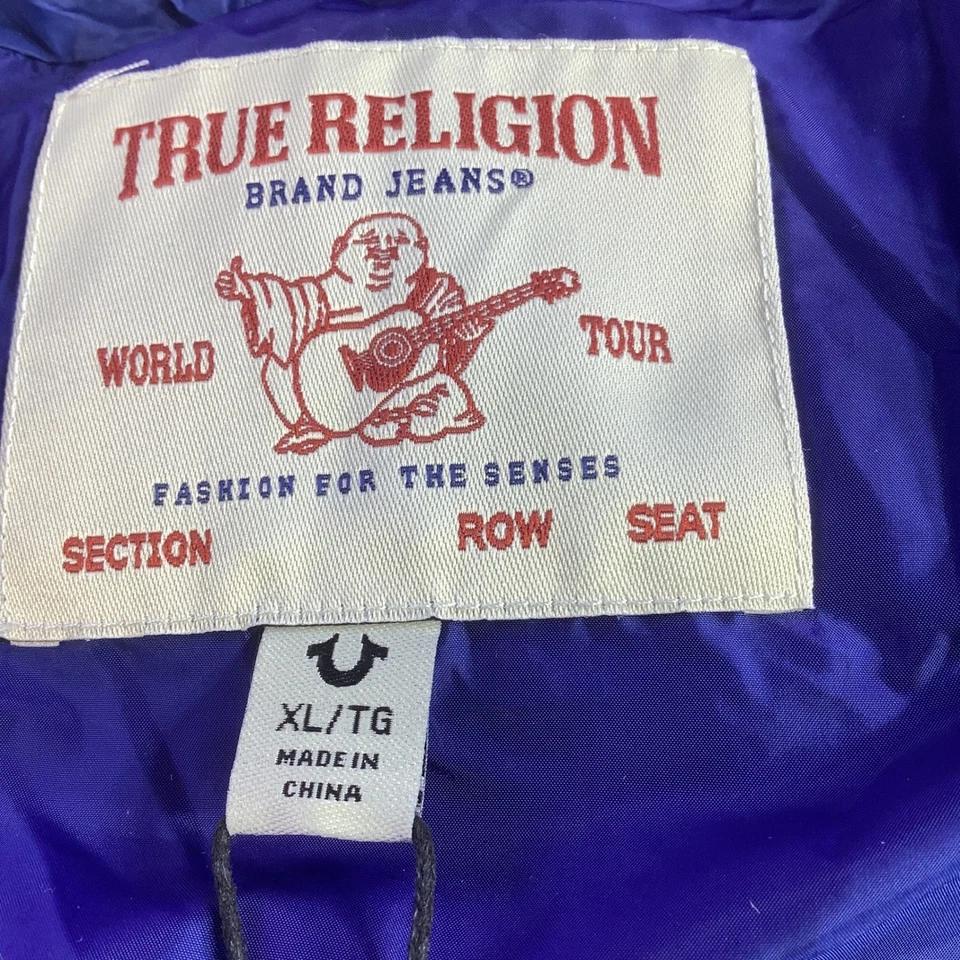 TRUE RELIGION
BRAND JEANS®
WORLD TOUR
FASHION FOR THE SENSES
SECTION ROW SEAT
XL/TG
MADE IN
CHINA